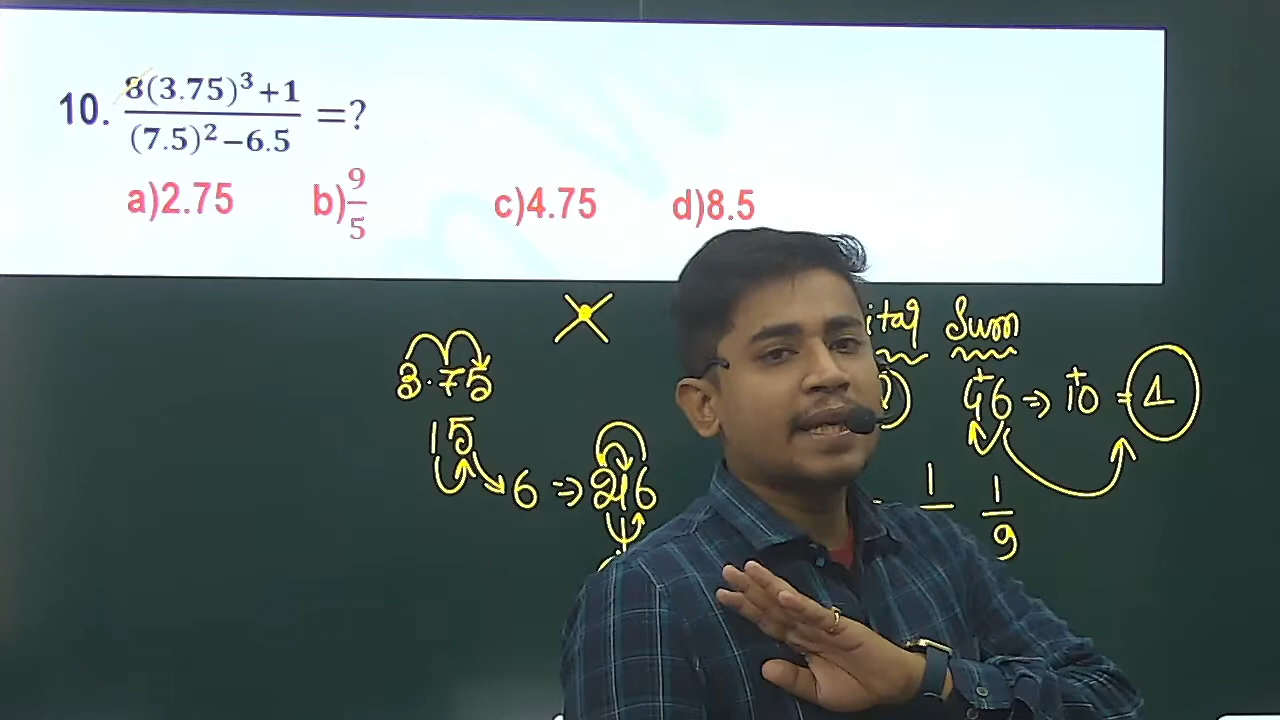 10. 8(3.75)³+1 / (7.5)²−6.5 =?
a)2.75 b) 9/5 c)4.75 d)8.5
Sum
3.75
46 ⇒ 10 = 1
15
6 ⇒ 216
1 1/9